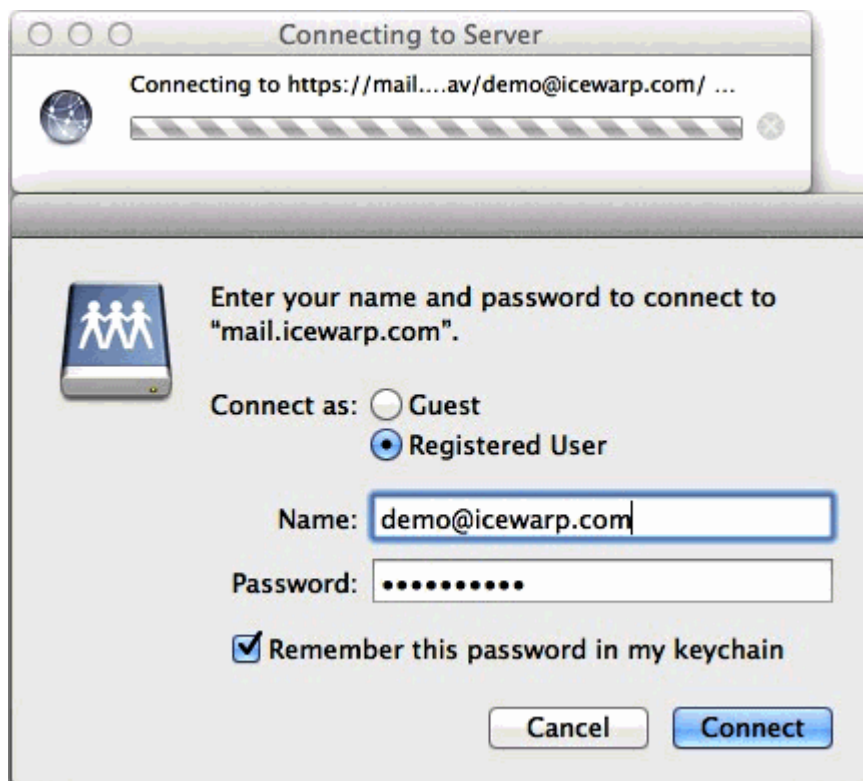 Connecting to Server
Connecting to https://mail....av/demo@icewarp.com/ ...
Enter your name and password to connect to
“mail.icewarp.com”.
Connect as: Guest
Registered User
Name: demo@icewarp.com
Password: ••••••••••
Remember this password in my keychain
Cancel Connect